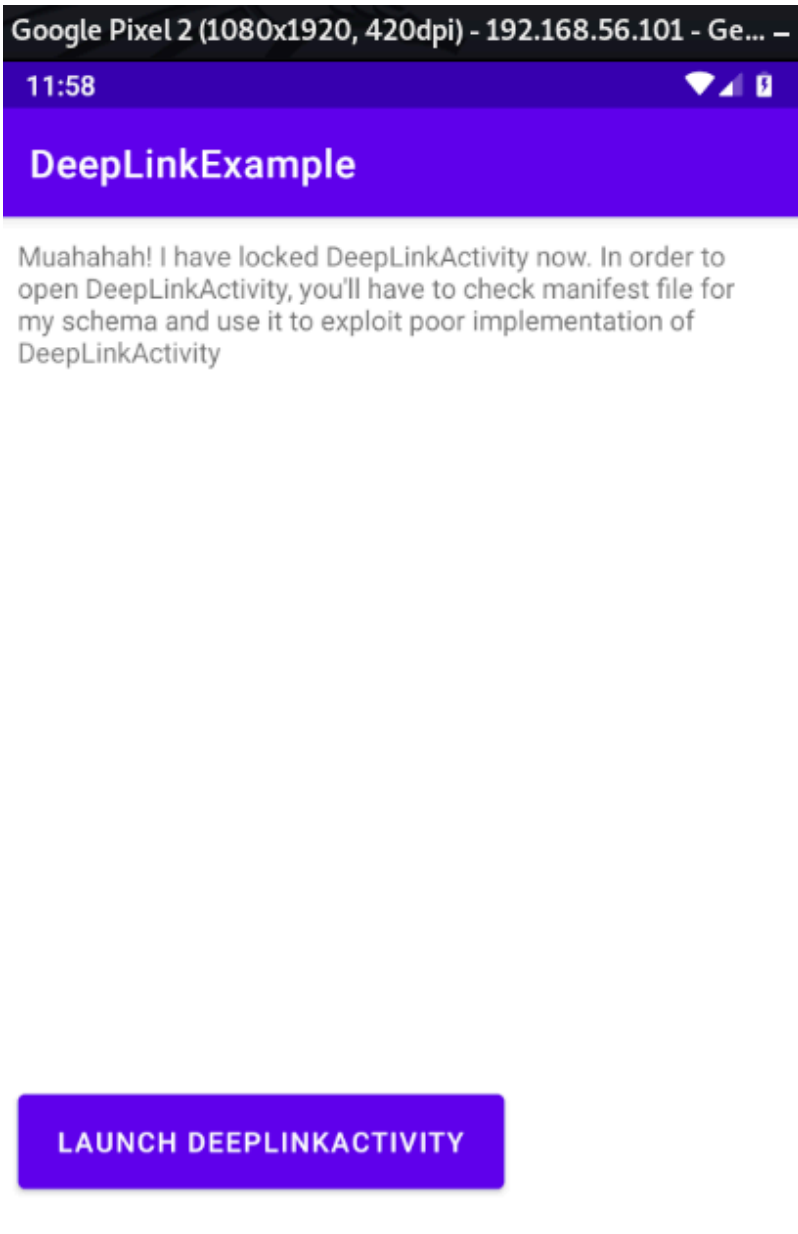 Google Pixel 2 (1080x1920, 420dpi) - 192.168.56.101 - Ge...
11:58
DeepLinkExample
Muahahah! I have locked DeepLinkActivity now. In order to
open DeepLinkActivity, you'll have to check manifest file for
my schema and use it to exploit poor implementation of
DeepLinkActivity
LAUNCH DEEPLINKACTIVITY